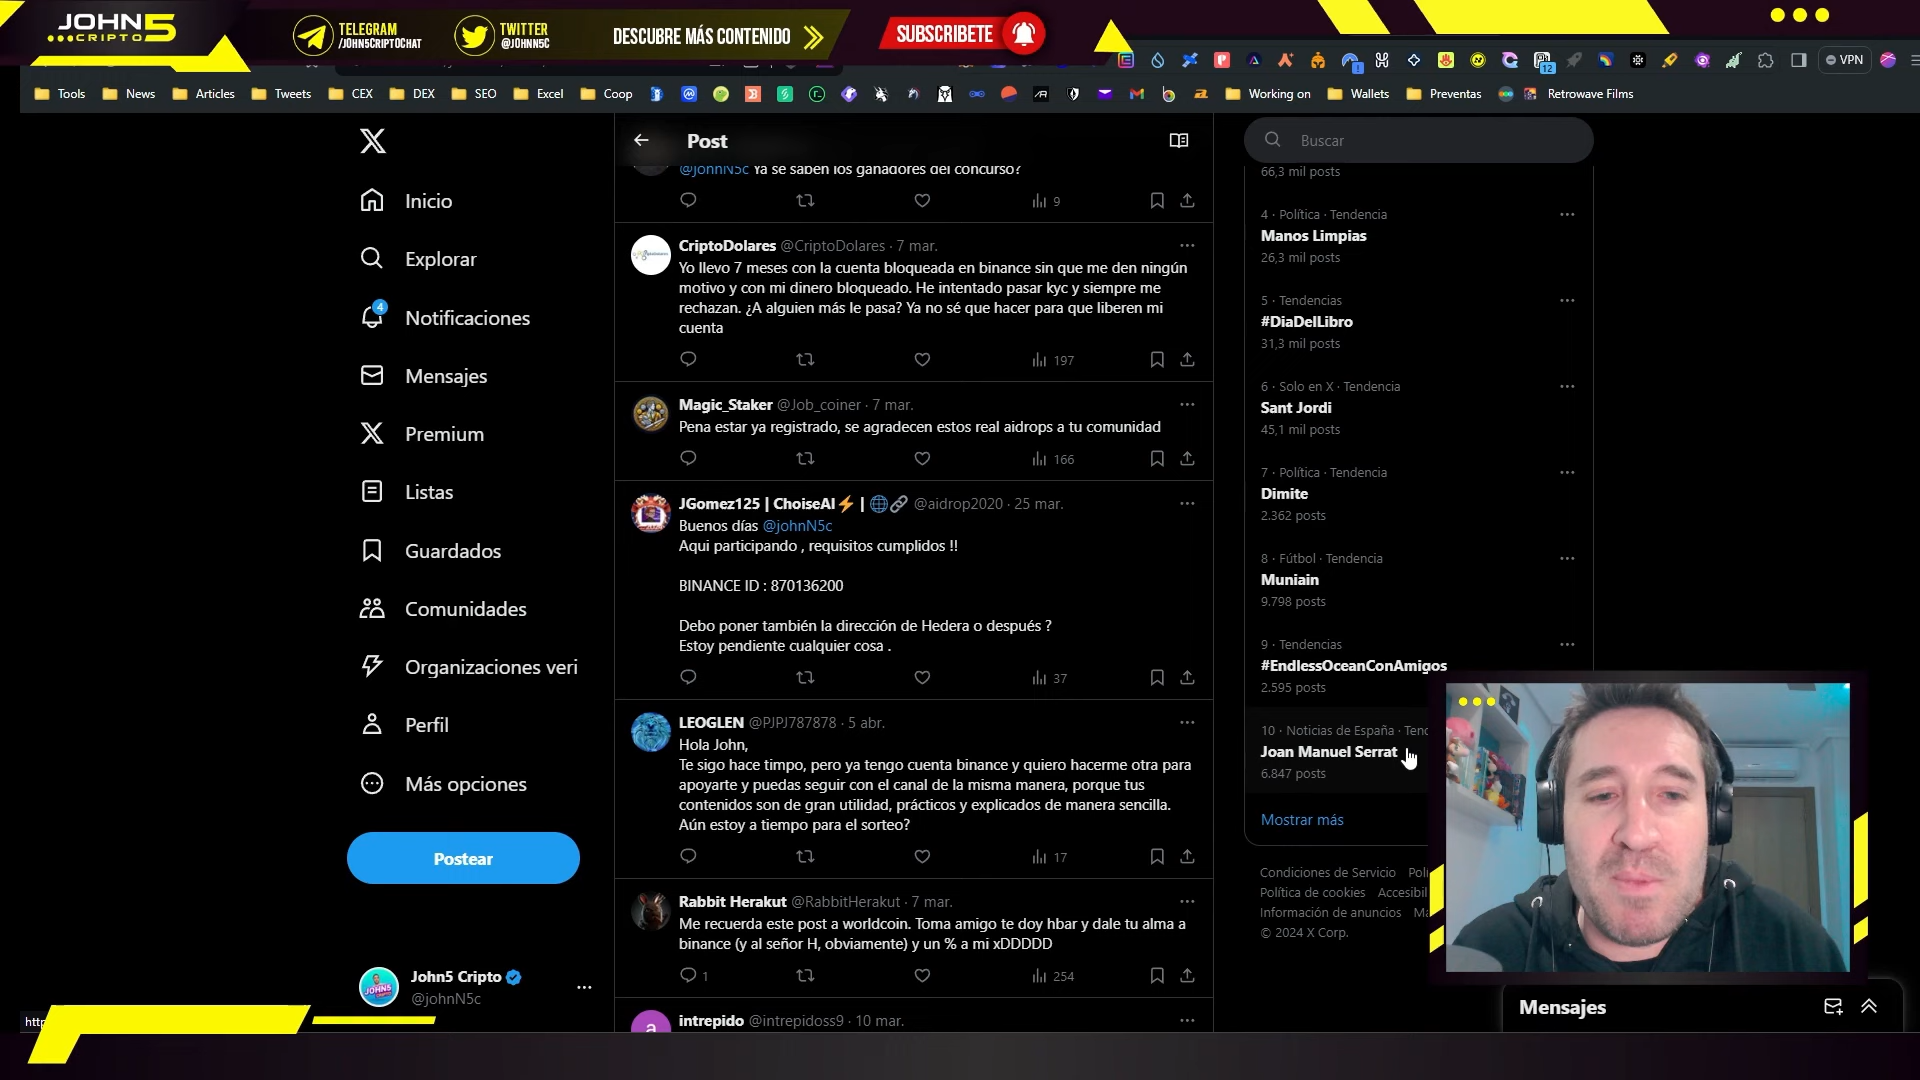 JOHN5
CRIPTO
TELEGRAM
/JOHN5CRIPTOCHAT
TWITTER
@JOHNN5C
DESCUBRE MÁS CONTENIDO
SUBSCRIBETE
VPN
Tools
News
Articles
Tweets
CEX
DEX
SEO
Excel
Coop
Working on
Wallets
Preventas
Retrowave Films
Inicio
Explorar
4
Notificaciones
Mensajes
Premium
Listas
Guardados
Comunidades
Organizaciones veri
Perfil
Más opciones
Postear
John5 Cripto
@johnN5c
Post
@johnN5c Ya se saben los ganadores del concurso?
9
CriptoDolares @CriptoDolares · 7 mar.
Yo llevo 7 meses con la cuenta bloqueada en binance sin que me den ningún
motivo y con mi dinero bloqueado. He intentado pasar kyc y siempre me
rechazan. ¿A alguien más le pasa? Ya no sé que hacer para que liberen mi
cuenta
197
Magic_Staker @Job_coiner · 7 mar.
Pena estar ya registrado, se agradecen estos real aidrops a tu comunidad
166
JGomez125 | ChoiseAI⚡ | 🌐🔗 @aidrop2020 · 25 mar.
Buenos días @johnN5c
Aqui participando , requisitos cumplidos !!
BINANCE ID : 870136200
Debo poner también la dirección de Hedera o después ?
Estoy pendiente cualquier cosa .
37
LEOGLEN @PJPJ787878 · 5 abr.
Hola John,
Te sigo hace timpo, pero ya tengo cuenta binance y quiero hacerme otra para
apoyarte y puedas seguir con el canal de la misma manera, porque tus
contenidos son de gran utilidad, prácticos y explicados de manera sencilla.
Aún estoy a tiempo para el sorteo?
17
Rabbit Herakut @RabbitHerakut · 7 mar.
Me recuerda este post a worldcoin. Toma amigo te doy hbar y dale tu alma a
binance (y al señor H, obviamente) y un % a mi xDDDDD
1
254
intrepido @intrepidoss9 · 10 mar.
Buscar
66,3 mil posts
4 · Política · Tendencia
Manos Limpias
26,3 mil posts
5 · Tendencias
#DiaDelLibro
31,3 mil posts
6 · Solo en X · Tendencia
Sant Jordi
45,1 mil posts
7 · Política · Tendencia
Dimite
2.362 posts
8 · Fútbol · Tendencia
Muniain
9.798 posts
9 · Tendencias
#EndlessOceanConAmigos
2.595 posts
10 · Noticias de España · Tenc
Joan Manuel Serrat
6.847 posts
Mostrar más
Condiciones de Servicio
Política de cookies Accesibil
Información de anuncios
© 2024 X Corp.
Mensajes